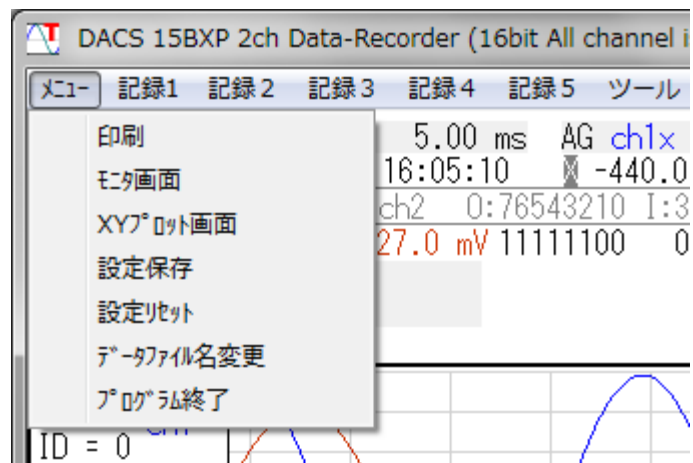 DACS 15BXP 2ch Data-Recorder (16bit All channel i
ﾒﾆｭｰ 記録1 記録2 記録3 記録4 記録5 ツール
印刷
ﾓﾆﾀ画面
XYﾌﾟﾛｯﾄ画面
設定保存
設定ﾘｾｯﾄ
ﾃﾞｰﾀﾌｧｲﾙ名変更
ﾌﾟﾛｸﾞﾗﾑ終了
5.00 ms AG ch1x
16:05:10 -440.0
ch2 0:76543210 I:3
27.0 mV 11111100 0
ID = 0